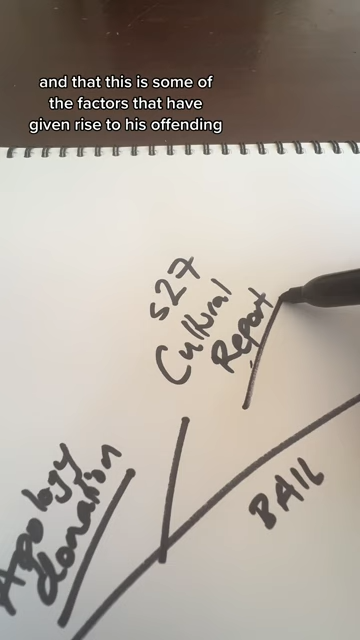 and that this is some of
the factors that have
given rise to his offending
s27
Cultural
Report
Apology
donation
BAIL